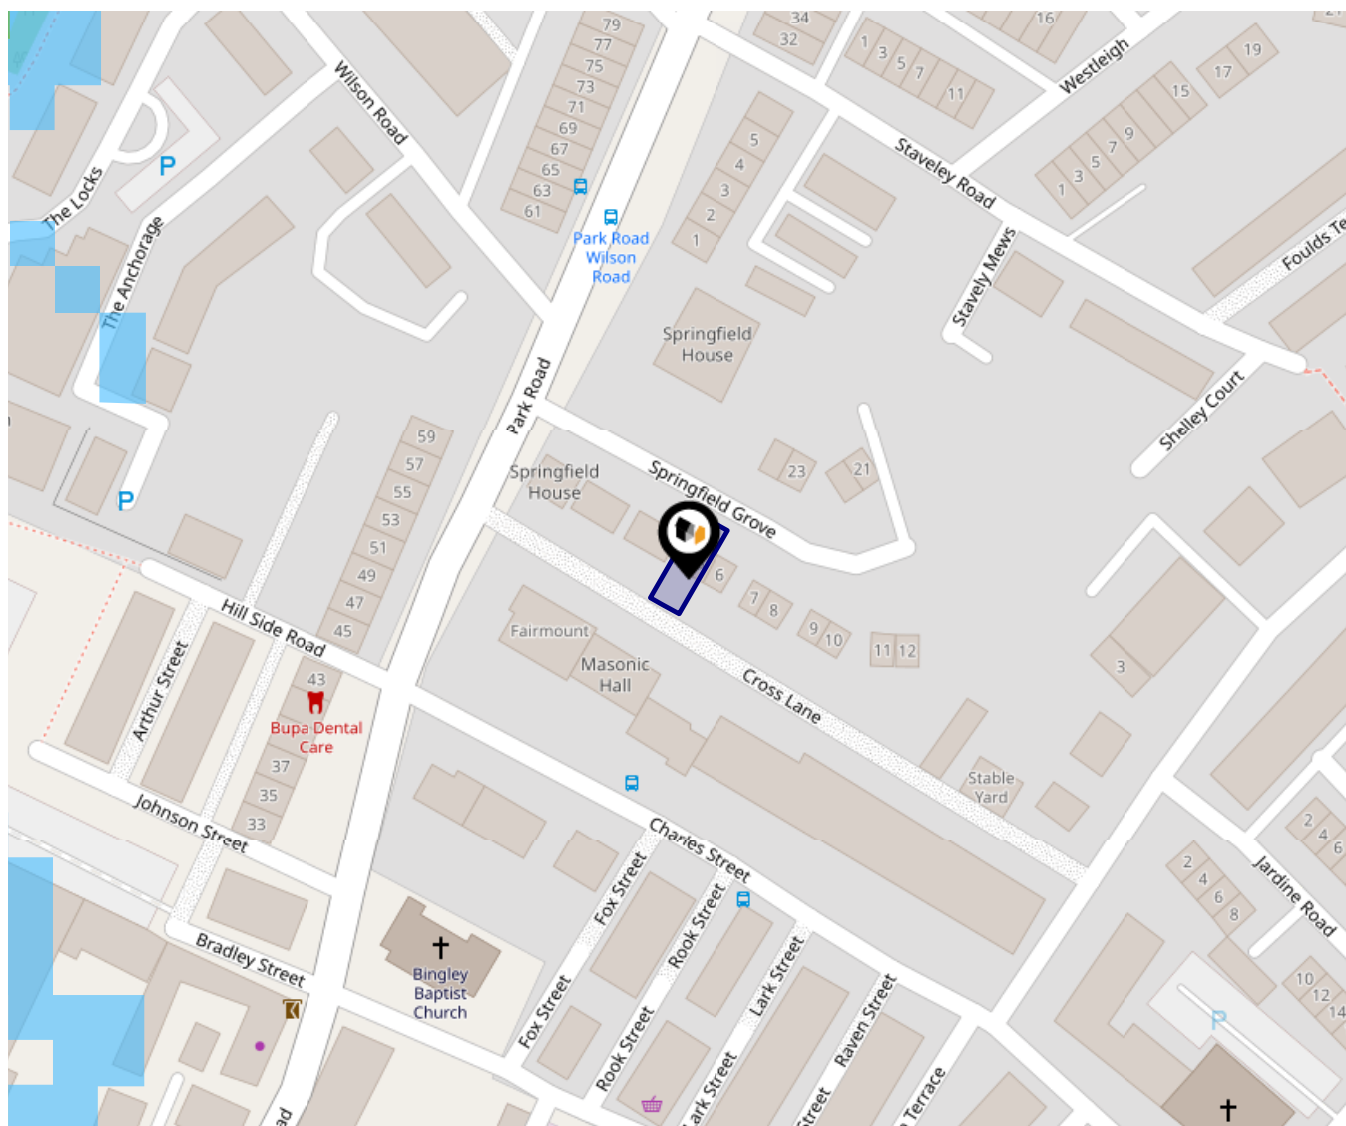 79
77
75
73
71
69
67
65
63
61
34
32
16
1
3
5
7
11
Westleigh
19
17
15
9
7
5
3
1
Wilson Road
P
The Locks
The Anchorage
Park Road
Wilson
Road
5
4
3
2
1
Staveley Road
Stavely Mews
Foulds Te
Springfield
House
Park Road
Shelley Court
59
57
55
53
51
49
47
45
Springfield
House
Springfield Grove
23
21
P
6
7
8
9
10
11
12
Hill Side Road
Arthur Street
Fairmount
Masonic
Hall
Cross Lane
3
43
Bupa Dental
Care
37
35
33
Johnson Street
Stable
Yard
Charles Street
2
4
6
Jardine Road
2
4
6
8
Bradley Street
Bingley
Baptist
Church
Fox Street
Fox Street
Rook Street
Rook Street
Lark Street
Lark Street
Raven Street
Street
Terrace
10
12
14
P
ad